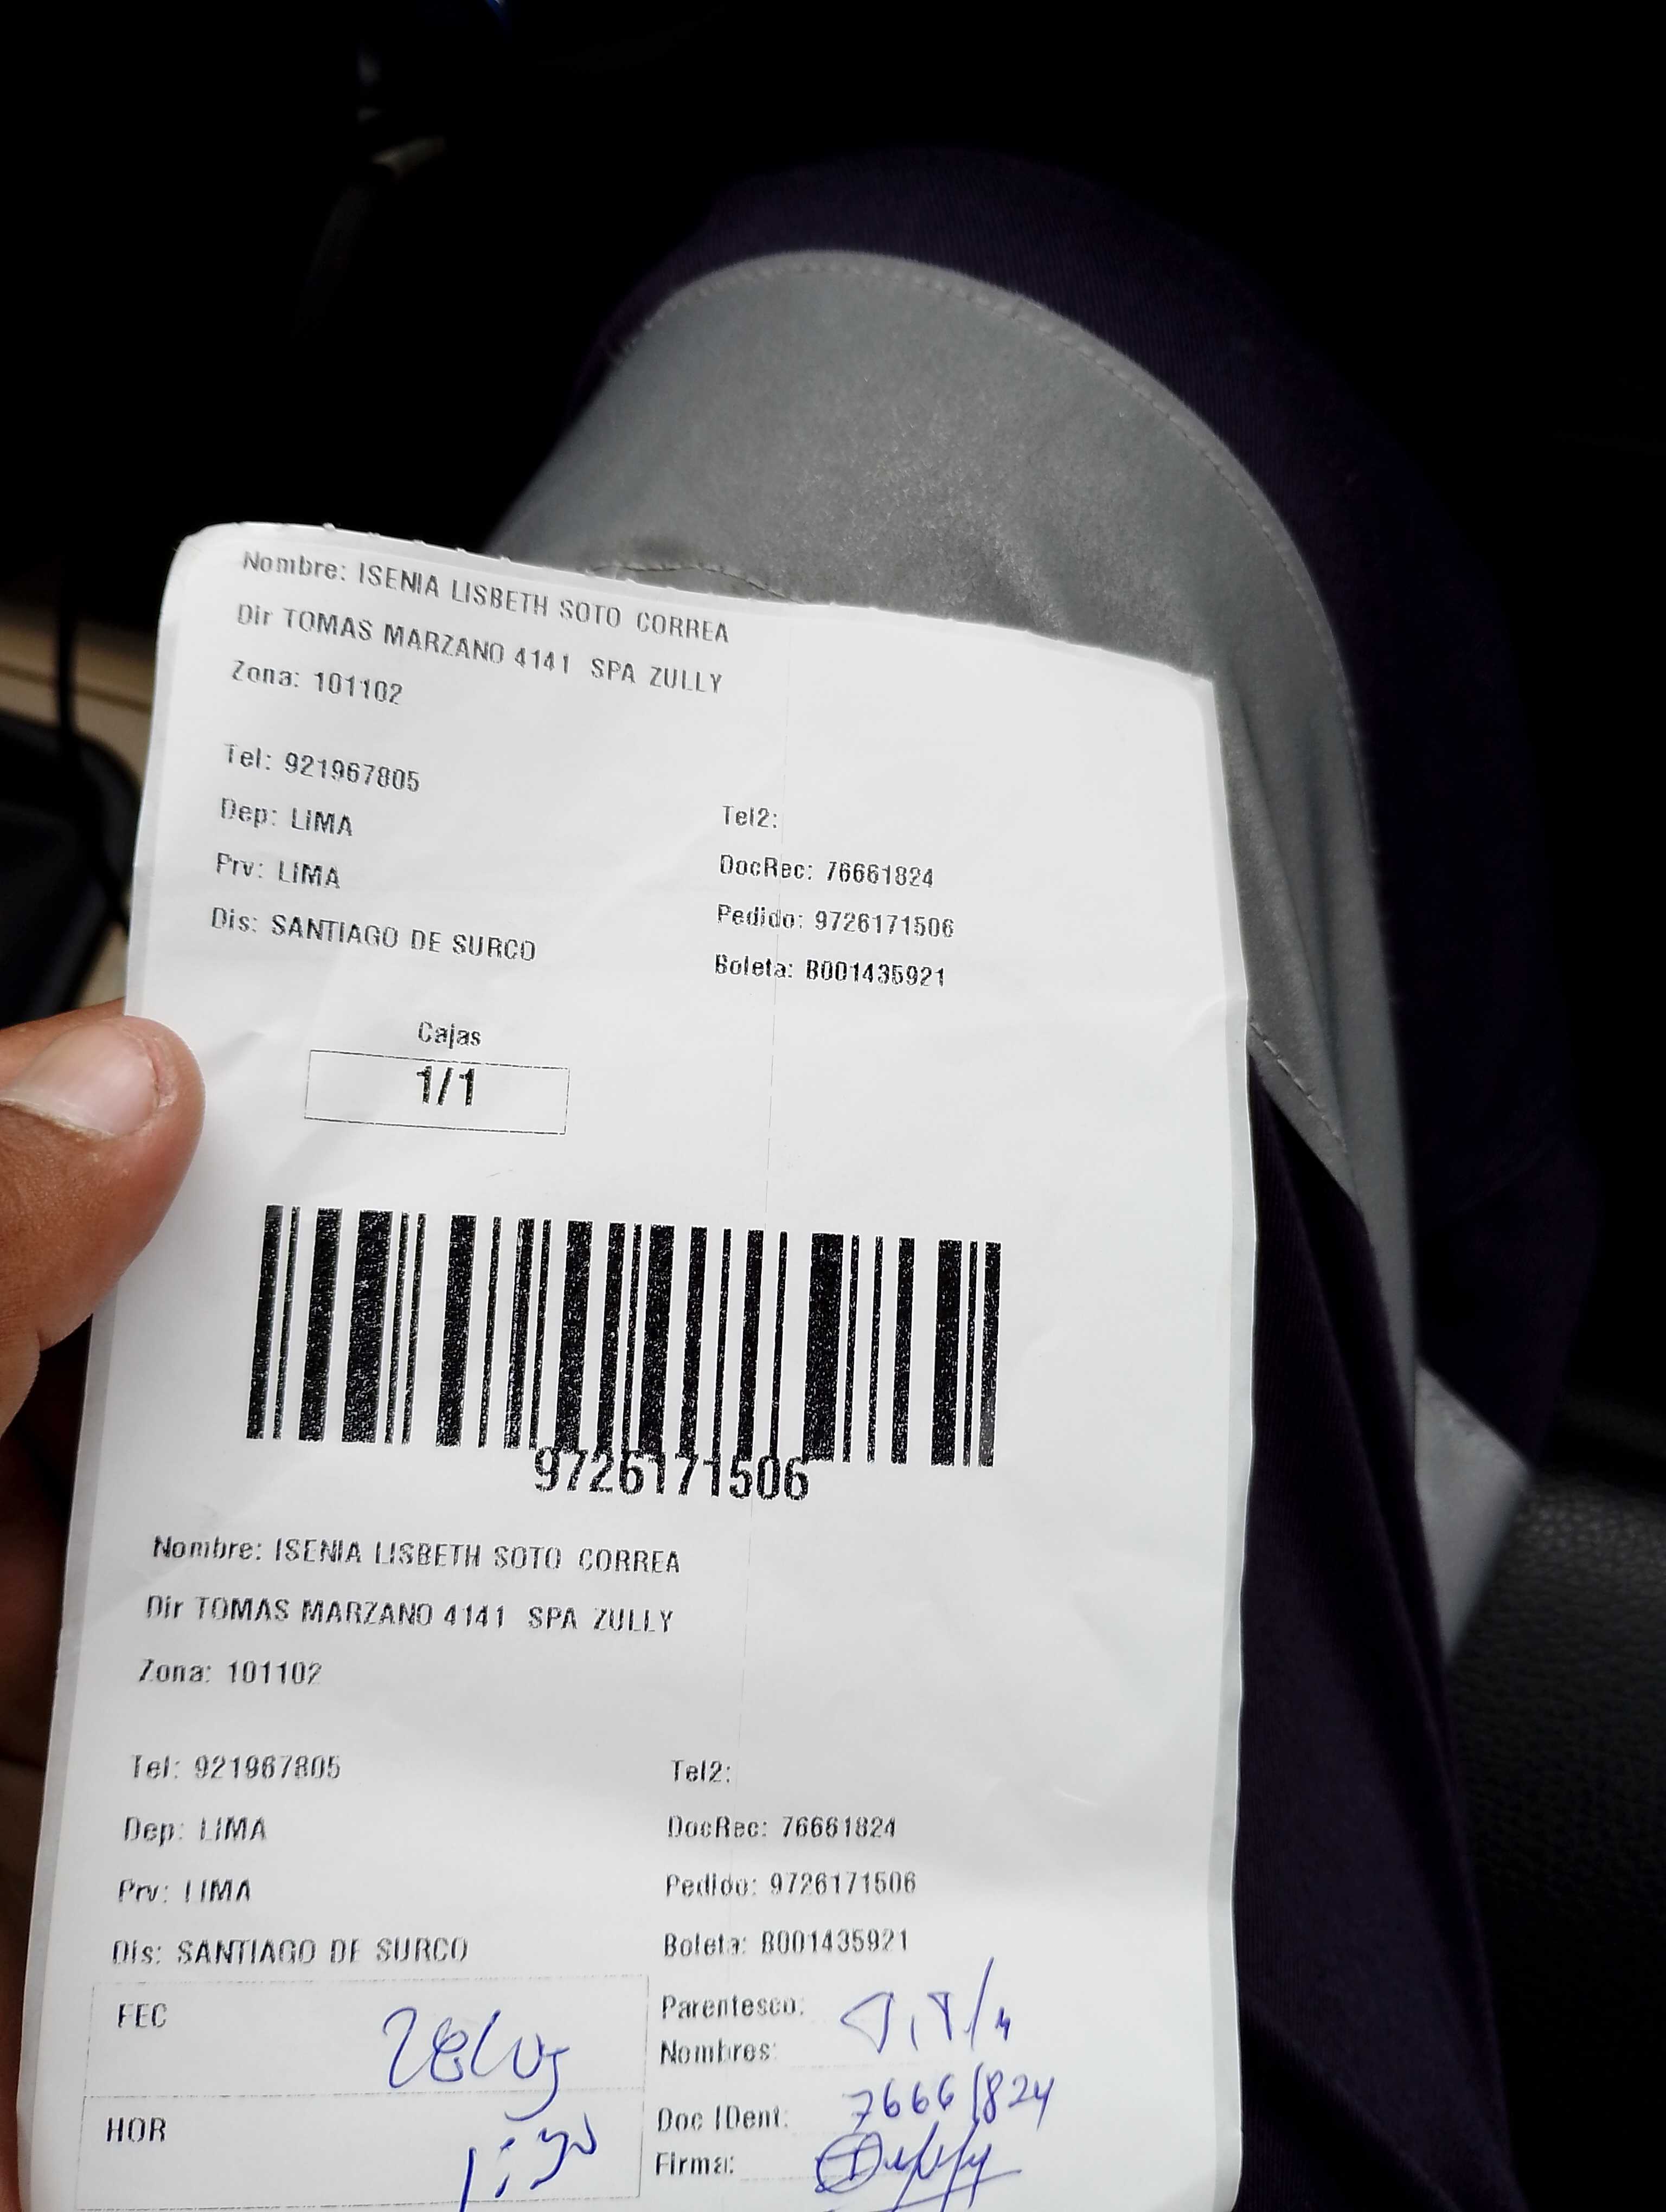 Nombre: ISENIA LISBETH SOTO CORREA
Dir TOMAS MARZANO 4141 SPA ZULLY
Zona: 101102
Tel: 921967805
Tel2:
Dep: LIMA
DocRec: 76661824
Prv: LIMA
Pedido: 9726171506
Dis: SANTIAGO DE SURCO
Boleta: B001435921
Cajas
1/1
9726171506
Nombre: ISENIA LISBETH SOTO CORREA
Dir TOMAS MARZANO 4141 SPA ZULLY
Zona: 101102
Tel: 921967805
Tel2:
Dep: LIMA
DocRec: 76661824
Prv: LIMA
Pedido: 9726171506
Dis: SANTIAGO DE SURCO
Boleta: B001435921
FEC
Parentesco:
Nombres:
HOR
Doc IDent: 76661824
Firma: